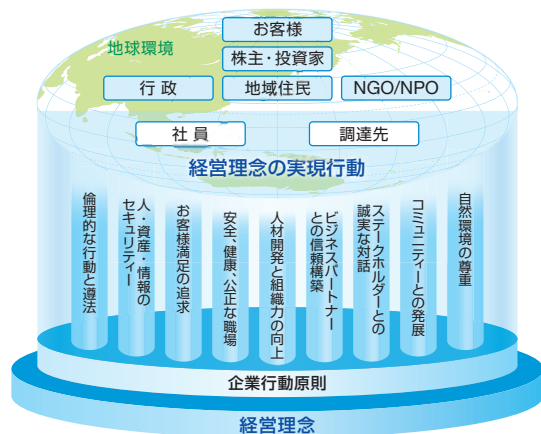 お客様
地球環境
株主・投資家
行政
地域住民
NGO/NPO
社員
調達先
経営理念の実現行動
倫理的な行動と遵法
人・資産・情報の
セキュリティー
お客様満足の追求
安全、健康、公正な職場
人材開発と組織力の向上
ビジネスパートナー
との信頼構築
ステークホルダーとの
誠実な対話
コミュニティーとの発展
自然環境の尊重
企業行動原則
経営理念